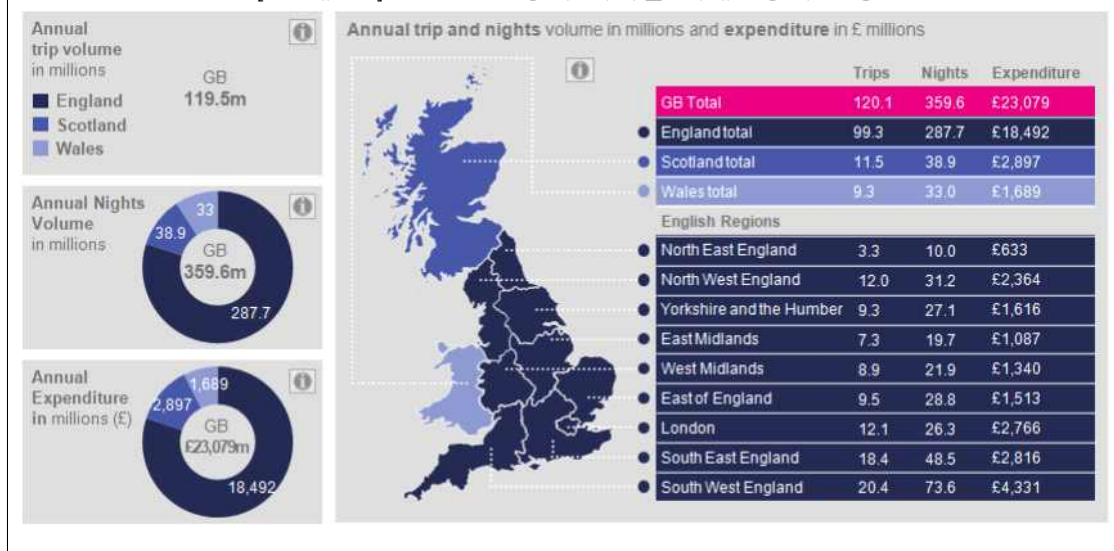 Annual
trip volume
in millions
GB
119.5m
England
Scotland
Wales
Annual Nights
Volume
in millions
33
38.9
GB
359.6m
287.7
Annual
Expenditure
in millions (£)
1,689
2,897
GB
£23,079m
18,492
Annual trip and nights volume in millions and expenditure in £ millions
Trips Nights Expenditure
GB Total 120.1 359.6 £23,079
England total 99.3 287.7 £18,492
Scotland total 11.5 38.9 £2,897
Wales total 9.3 33.0 £1,689
English Regions
North East England 3.3 10.0 £633
North West England 12.0 31.2 £2,364
Yorkshire and the Humber 9.3 27.1 £1,616
East Midlands 7.3 19.7 £1,087
West Midlands 8.9 21.9 £1,340
East of England 9.5 28.8 £1,513
London 12.1 26.3 £2,766
South East England 18.4 48.5 £2,816
South West England 20.4 73.6 £4,331